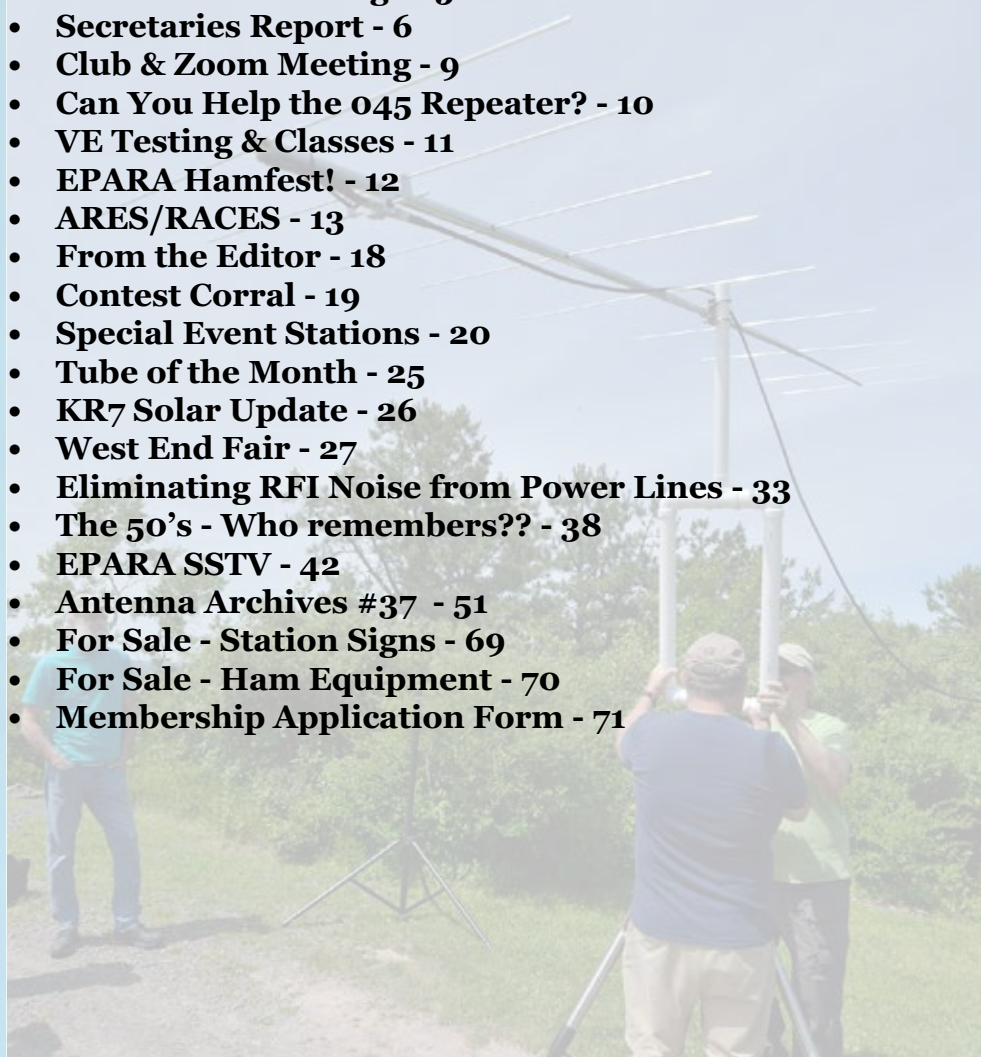 • Secretaries Report - 6
• Club & Zoom Meeting - 9
• Can You Help the 045 Repeater? - 10
• VE Testing & Classes - 11
• EPARA Hamfest! - 12
• ARES/RACES - 13
• From the Editor - 18
• Contest Corral - 19
• Special Event Stations - 20
• Tube of the Month - 25
• KR7 Solar Update - 26
• West End Fair - 27
• Eliminating RFI Noise from Power Lines - 33
• The 50’s - Who remembers?? - 38
• EPARA SSTV - 42
• Antenna Archives #37 - 51
• For Sale - Station Signs - 69
• For Sale - Ham Equipment - 70
• Membership Application Form - 71